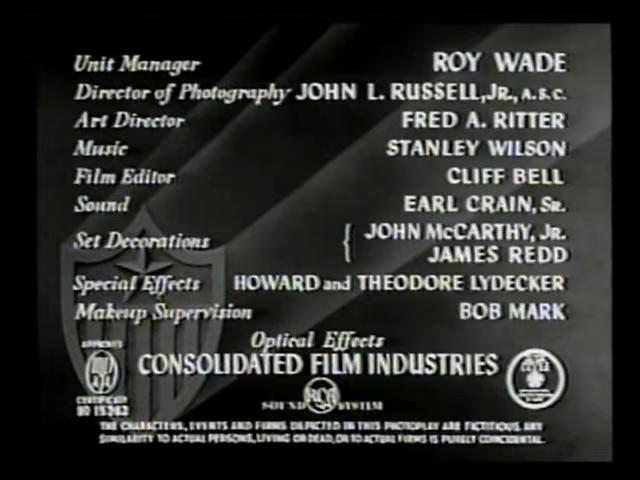 Unit Manager ROY WADE
Director of Photography JOHN L. RUSSELL, JR., A.S.C.
Art Director FRED A. RITTER
Music STANLEY WILSON
Film Editor CLIFF BELL
Sound EARL CRAIN, SR.
Set Decorations { JOHN McCARTHY, JR.
JAMES REDD
Special Effects HOWARD and THEODORE LYDECKER
Makeup Supervision BOB MARK
Optical Effects
CONSOLIDATED FILM INDUSTRIES
APPROVED
CERTIFICATE
RCA
SOUND SYSTEM
THE CHARACTERS, EVENTS AND FIRMS DEPICTED IN THIS PHOTOPLAY ARE FICTITIOUS. ANY
SIMILARITY TO ACTUAL PERSONS, LIVING OR DEAD, OR TO ACTUAL FIRMS IS PURELY COINCIDENTAL.